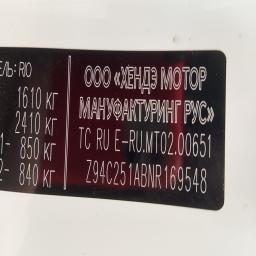 ЕЛЬ: RIO
ООО «ХЕНДЭ МОТОР
МАНУФАКТУРИНГ РУС»
TC RU E-RU.MT02.00651
Z94C251ABNR169548
1610 КГ
2410 КГ
1- 850 КГ
2- 840 КГ